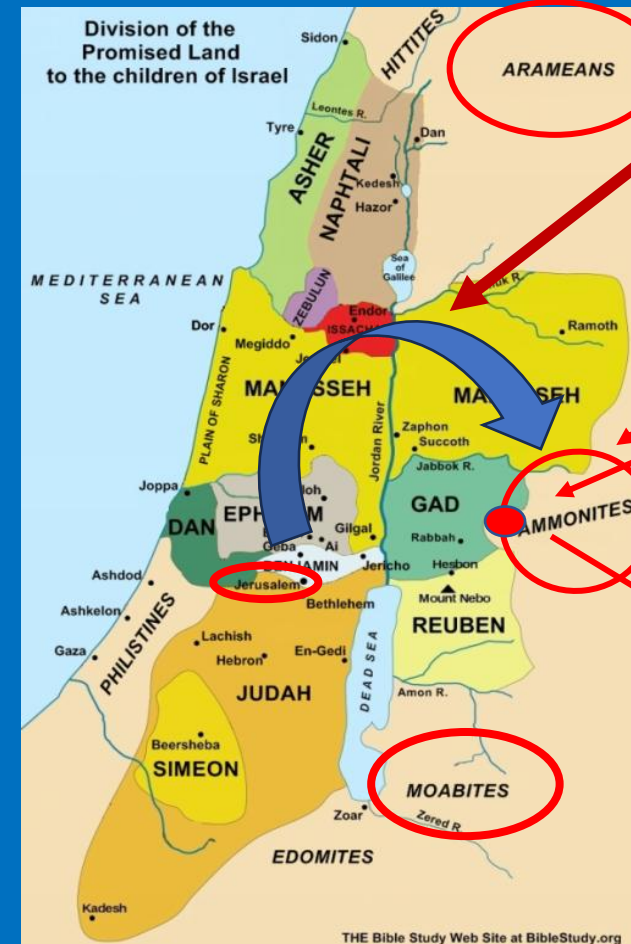 Division of the
Promised Land
to the children of Israel
Sidon
HITTITES
ARAMEANS
Leontes R.
Tyre
Dan
ASHER
NAPHTALI
Kedesh
Hazor
Sea
of
Galilee
MEDITERRANEAN
SEA
ZEBULUN
Endor
Dor
Ramoth
Megiddo
PLAIN OF SHARON
Jordan River
Zaphon
Succoth
Jabbok R.
Joppa
DAN
GAD
AMMONITES
Gilgal
Ai
Geba
Rabbah
BENJAMIN
Jericho
Hesbon
Ashdod
Jerusalem
Mount Nebo
Bethlehem
Ashkelon
PHILISTINES
REUBEN
Lachish
Gaza
En-Gedi
Hebron
DEAD SEA
JUDAH
Amon R.
Beersheba
SIMEON
MOABITES
Zoar
Zered R
EDOMITES
Kadesh
THE Bible Study Web Site at BibleStudy.org